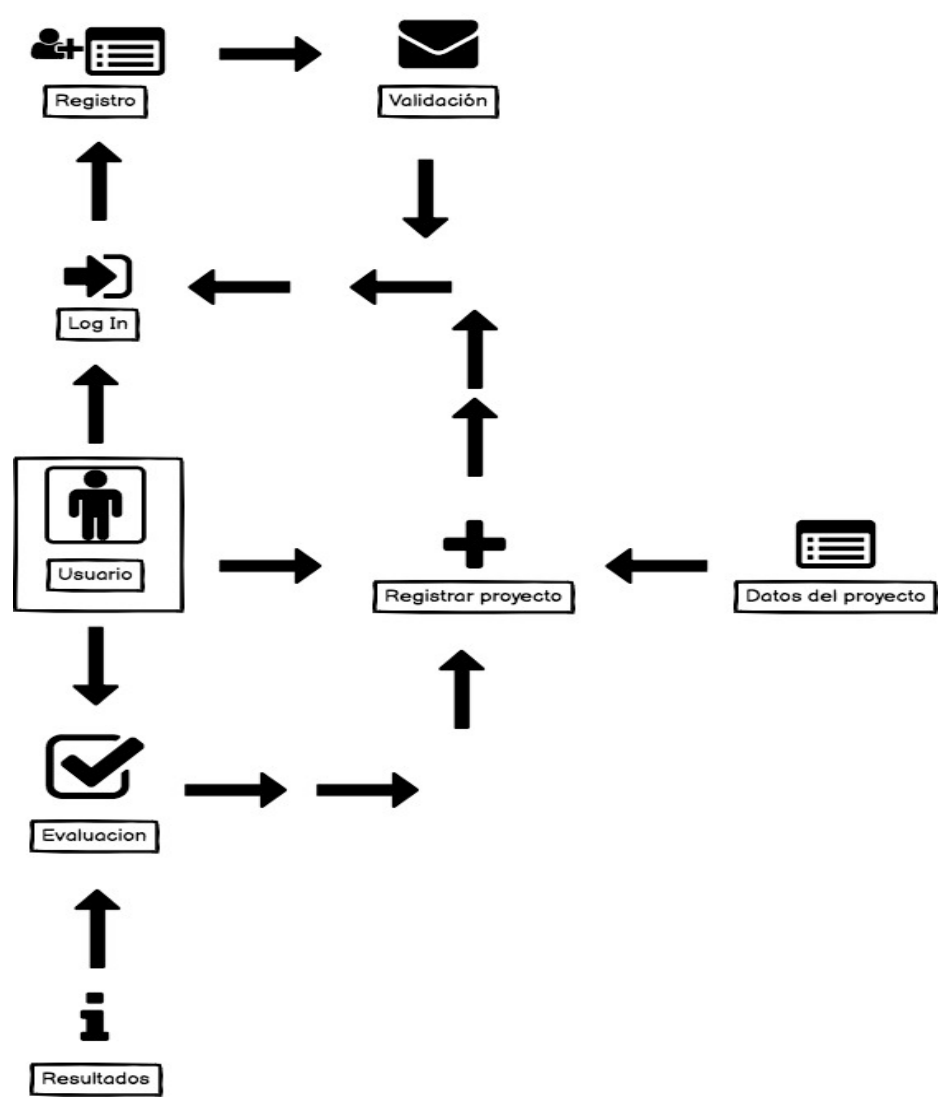 Registro
Validación
Log In
Usuario
Registrar proyecto
Datos del proyecto
Evaluacion
Resultados